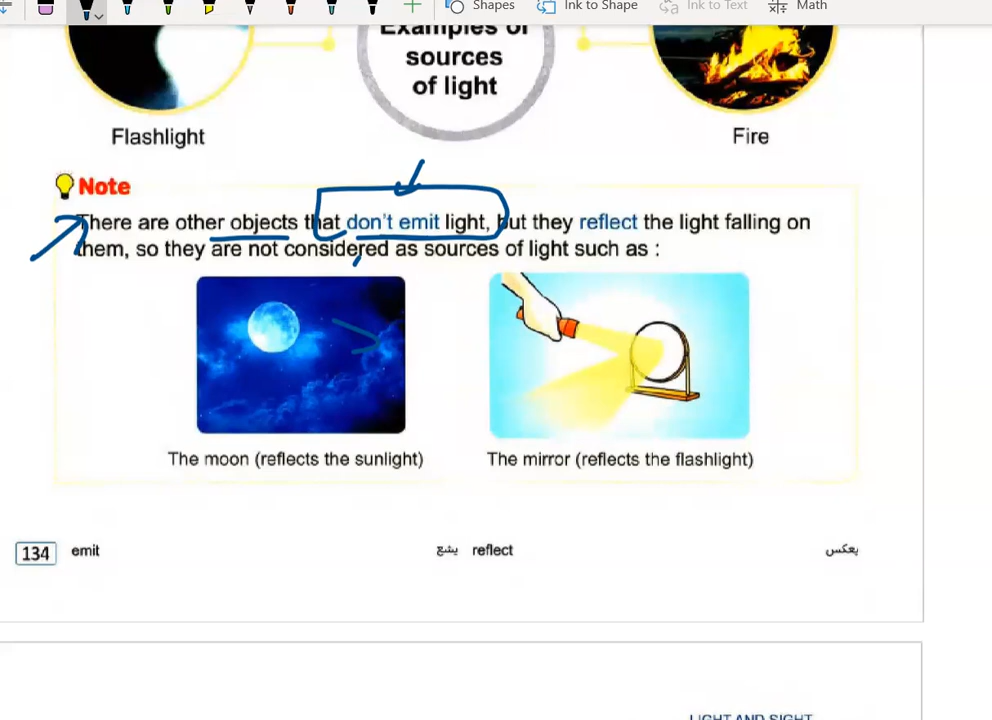 Shapes
Ink to Shape
Ink to Text
Math
Examples of
sources
of light
Flashlight
Fire
Note
There are other objects that don't emit light, but they reflect the light falling on
them, so they are not considered as sources of light such as :
The moon (reflects the sunlight)
The mirror (reflects the flashlight)
134 emit يشع reflect يعكس
LIGHT AND SIGHT